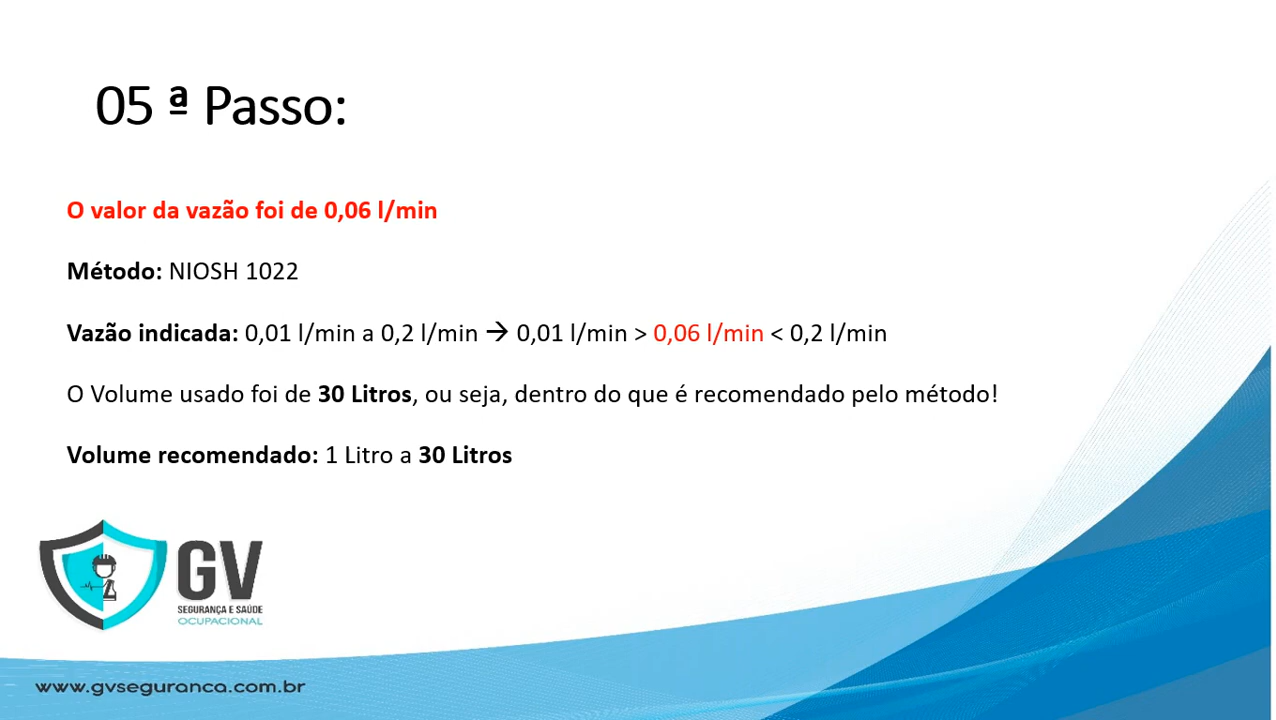 05 ª Passo:
O valor da vazão foi de 0,06 l/min
Método: NIOSH 1022
Vazão indicada: 0,01 l/min a 0,2 l/min → 0,01 l/min > 0,06 l/min < 0,2 l/min
O Volume usado foi de 30 Litros, ou seja, dentro do que é recomendado pelo método!
Volume recomendado: 1 Litro a 30 Litros
GV
SEGURANÇA E SAÚDE
OCUPACIONAL
www.gvseguranca.com.br